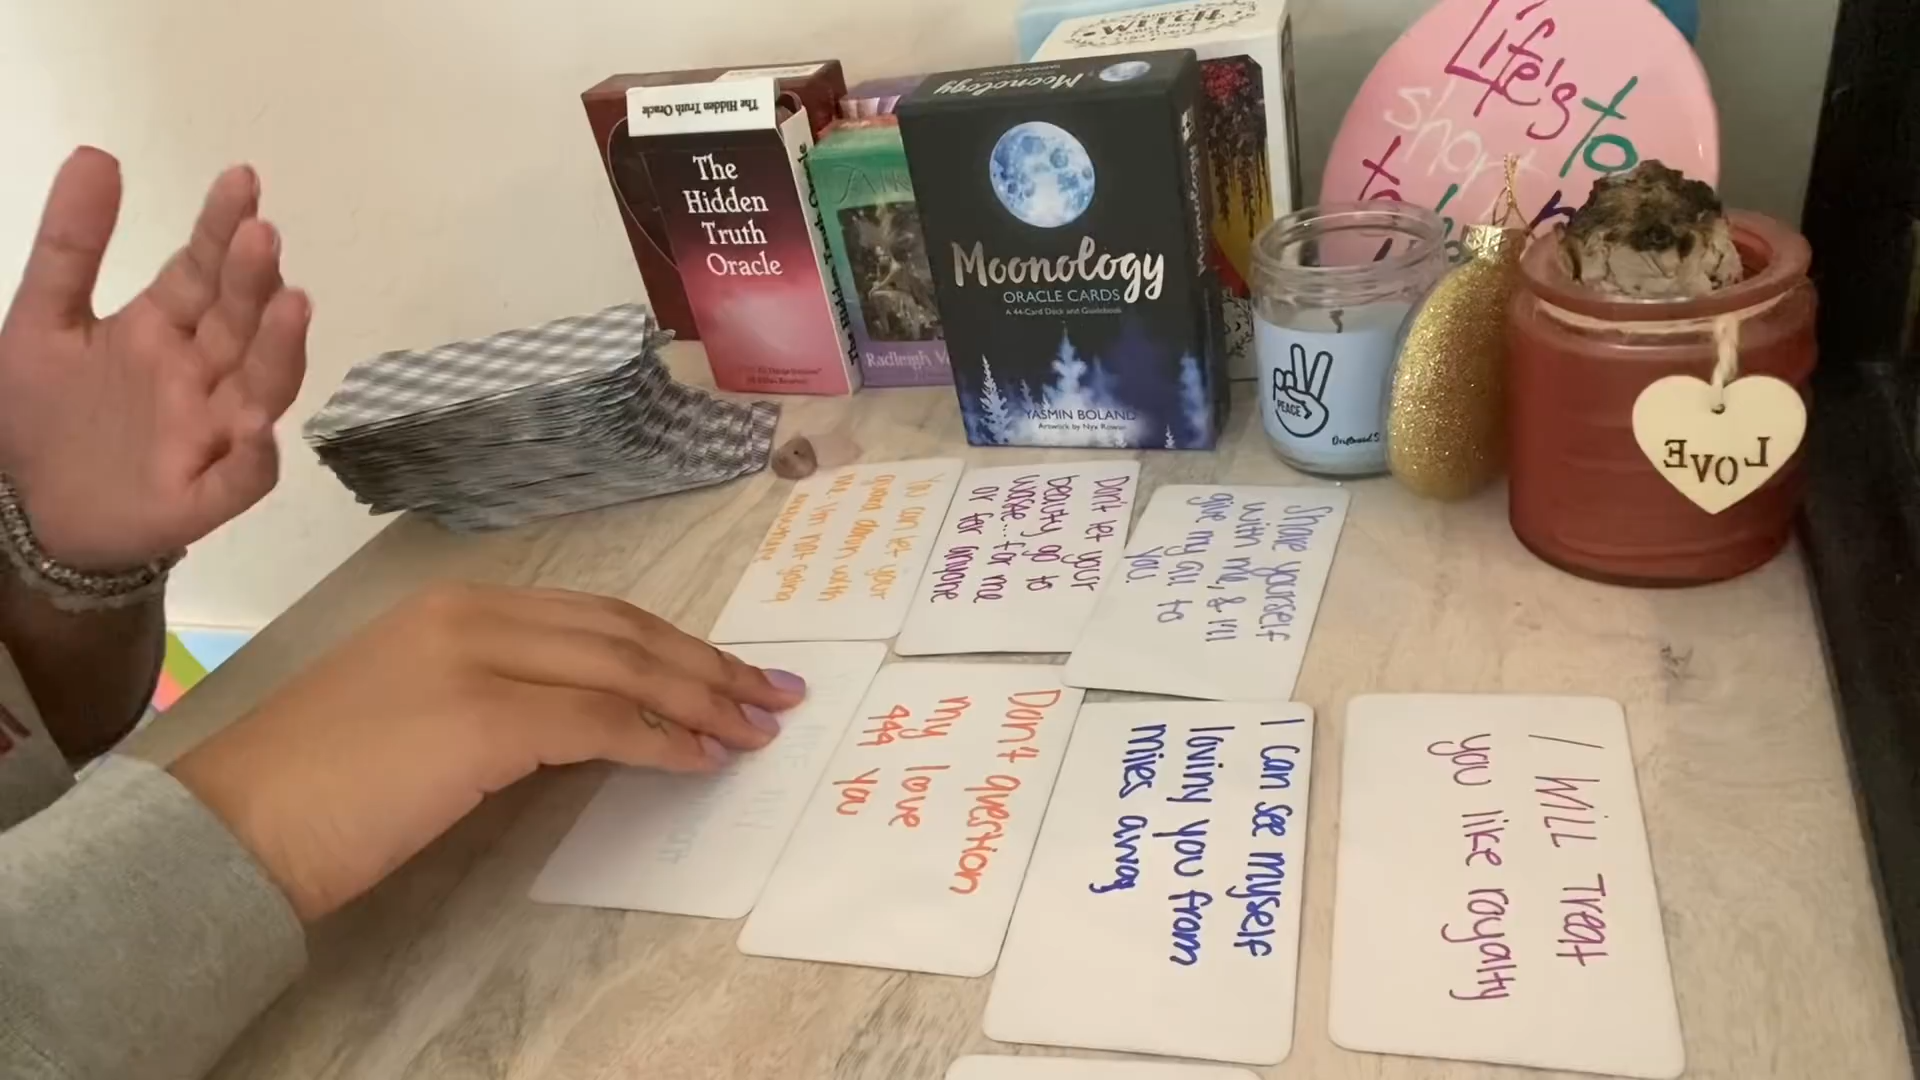 WITCH
Moonology
The Hidden Truth Oracle
The
Hidden
Truth
Oracle
Radleigh
Moonology
ORACLE CARDS
A 44-Card Deck and Guidebook
YASMIN BOLAND
Artwork by Nyx Rowan
Life's
to
short
to
PEACE
LOVE
You can let your
guard down with
me. I'm not going
anywhere
Don't let your
beauty go to
waste... for me
or for anyone
Share yourself
with me, & I'll
give my all to
you.
Don't question
my love
444 you
I can see myself
loving you from
miles away
I WILL TREAT
you like royalty